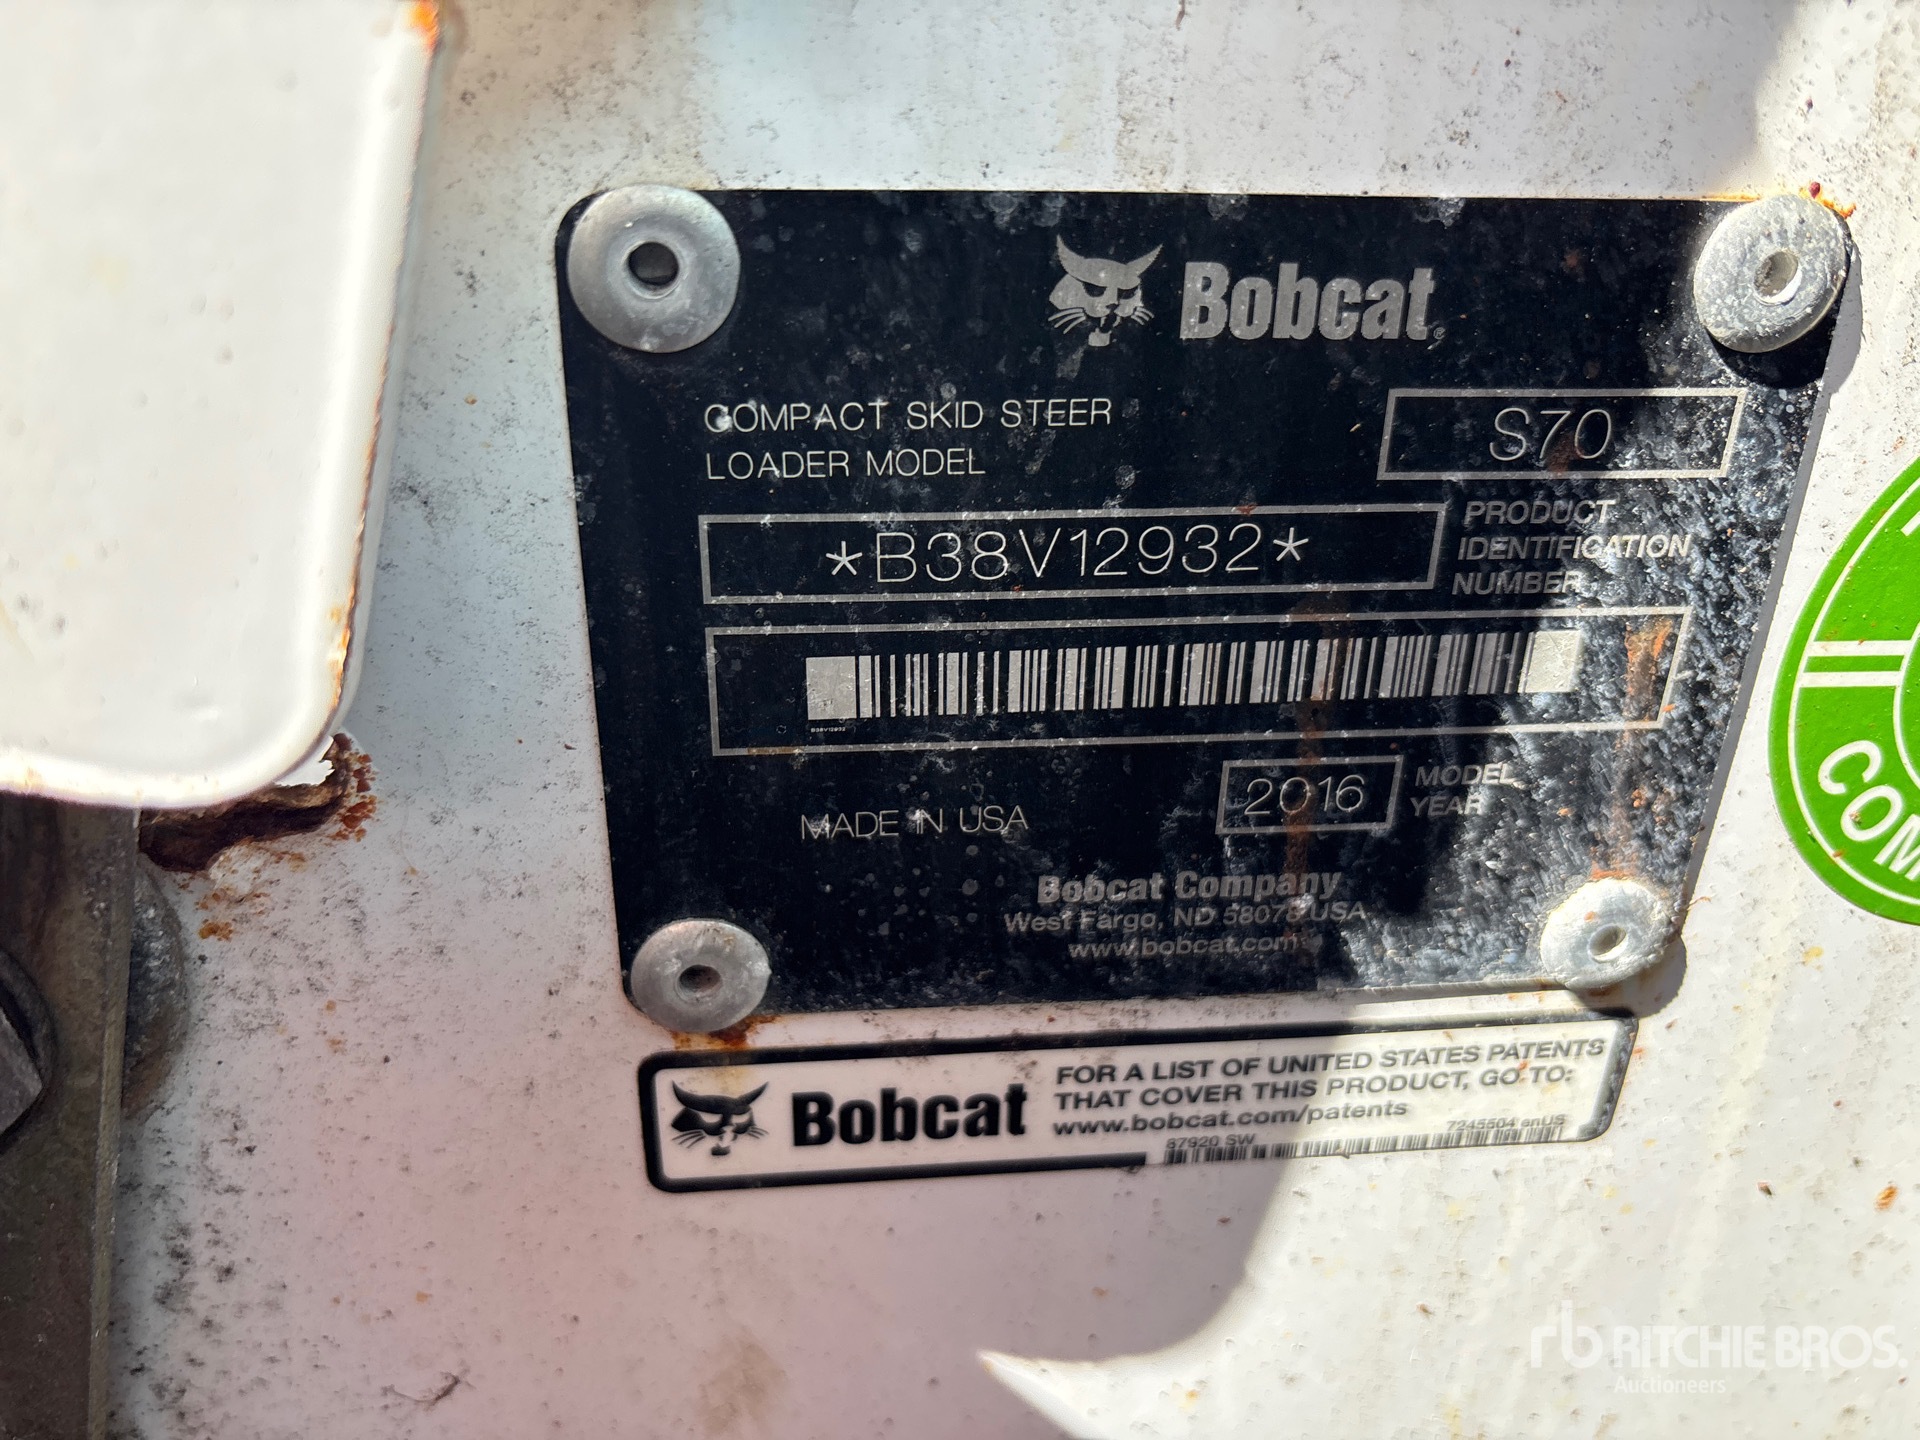 Bobcat®
COMPACT SKID STEER
LOADER MODEL
S70
*B38V12932*
PRODUCT
IDENTIFICATION
NUMBER
B38V12932
MADE IN USA
2016
MODEL
YEAR
Bobcat Company
West Fargo, ND 58078 USA
www.bobcat.com
Bobcat
FOR A LIST OF UNITED STATES PATENTS
THAT COVER THIS PRODUCT, GO TO:
www.bobcat.com/patents
7245504 enUS
87920 SW
COM
rb RITCHIE BROS.
Auctioneers